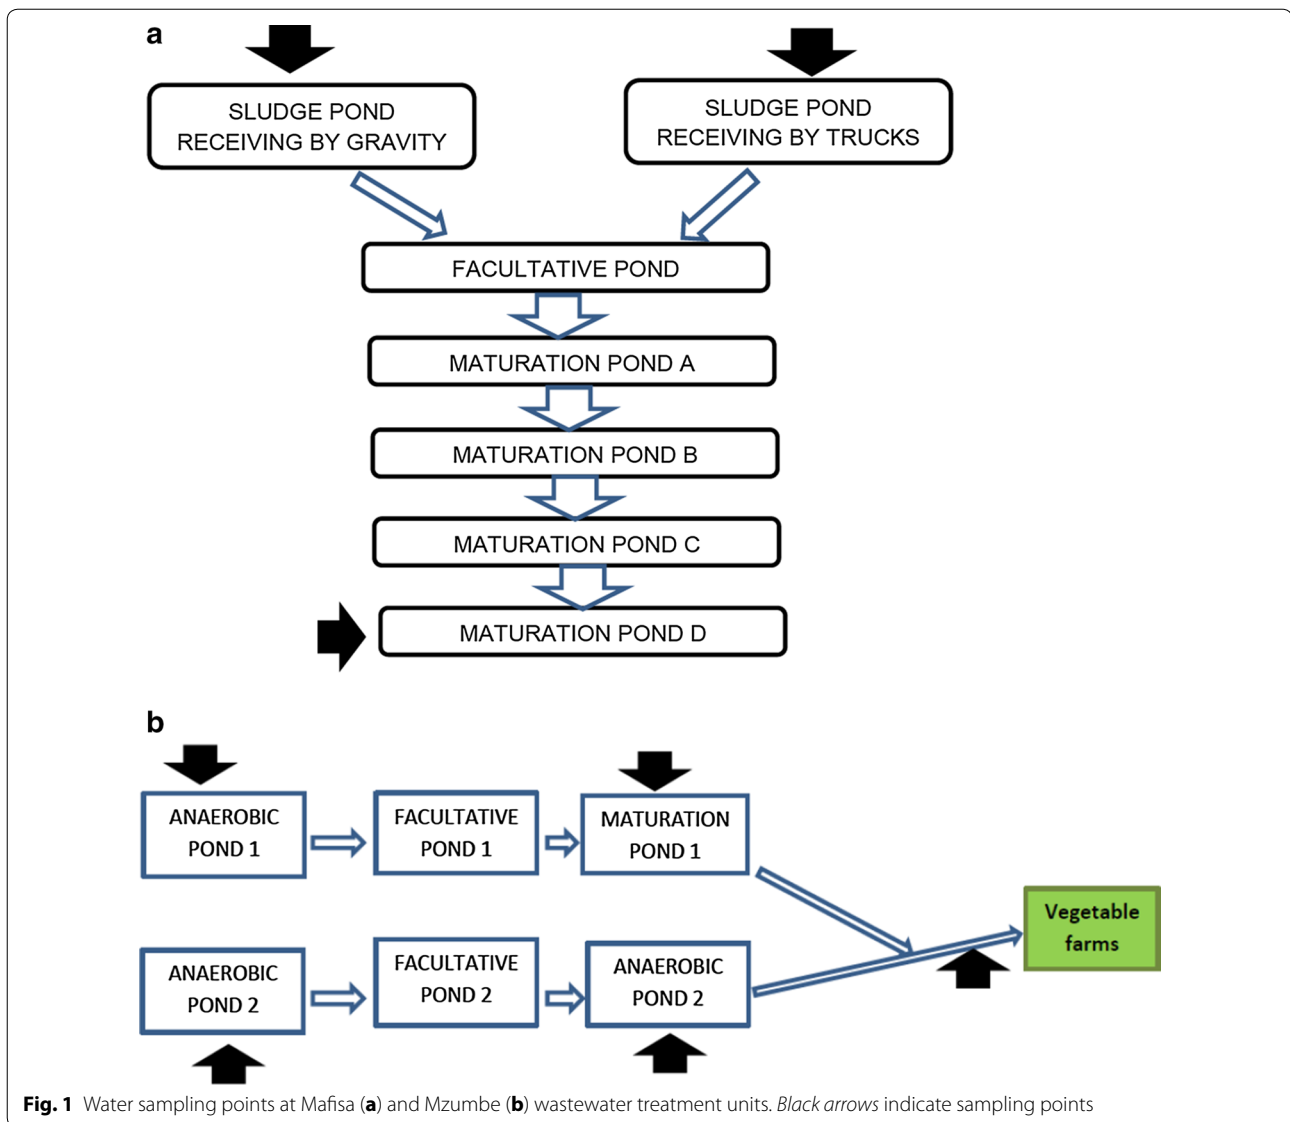 a
SLUDGE POND
RECEIVING BY GRAVITY
SLUDGE POND
RECEIVING BY TRUCKS
FACULTATIVE POND
MATURATION POND A
MATURATION POND B
MATURATION POND C
MATURATION POND D
b
ANAEROBIC
POND 1
FACULTATIVE
POND 1
MATURATION
POND 1
ANAEROBIC
POND 2
FACULTATIVE
POND 2
ANAEROBIC
POND 2
Vegetable
farms
Fig. 1 Water sampling points at Mafisa (a) and Mzumbe (b) wastewater treatment units. Black arrows indicate sampling points